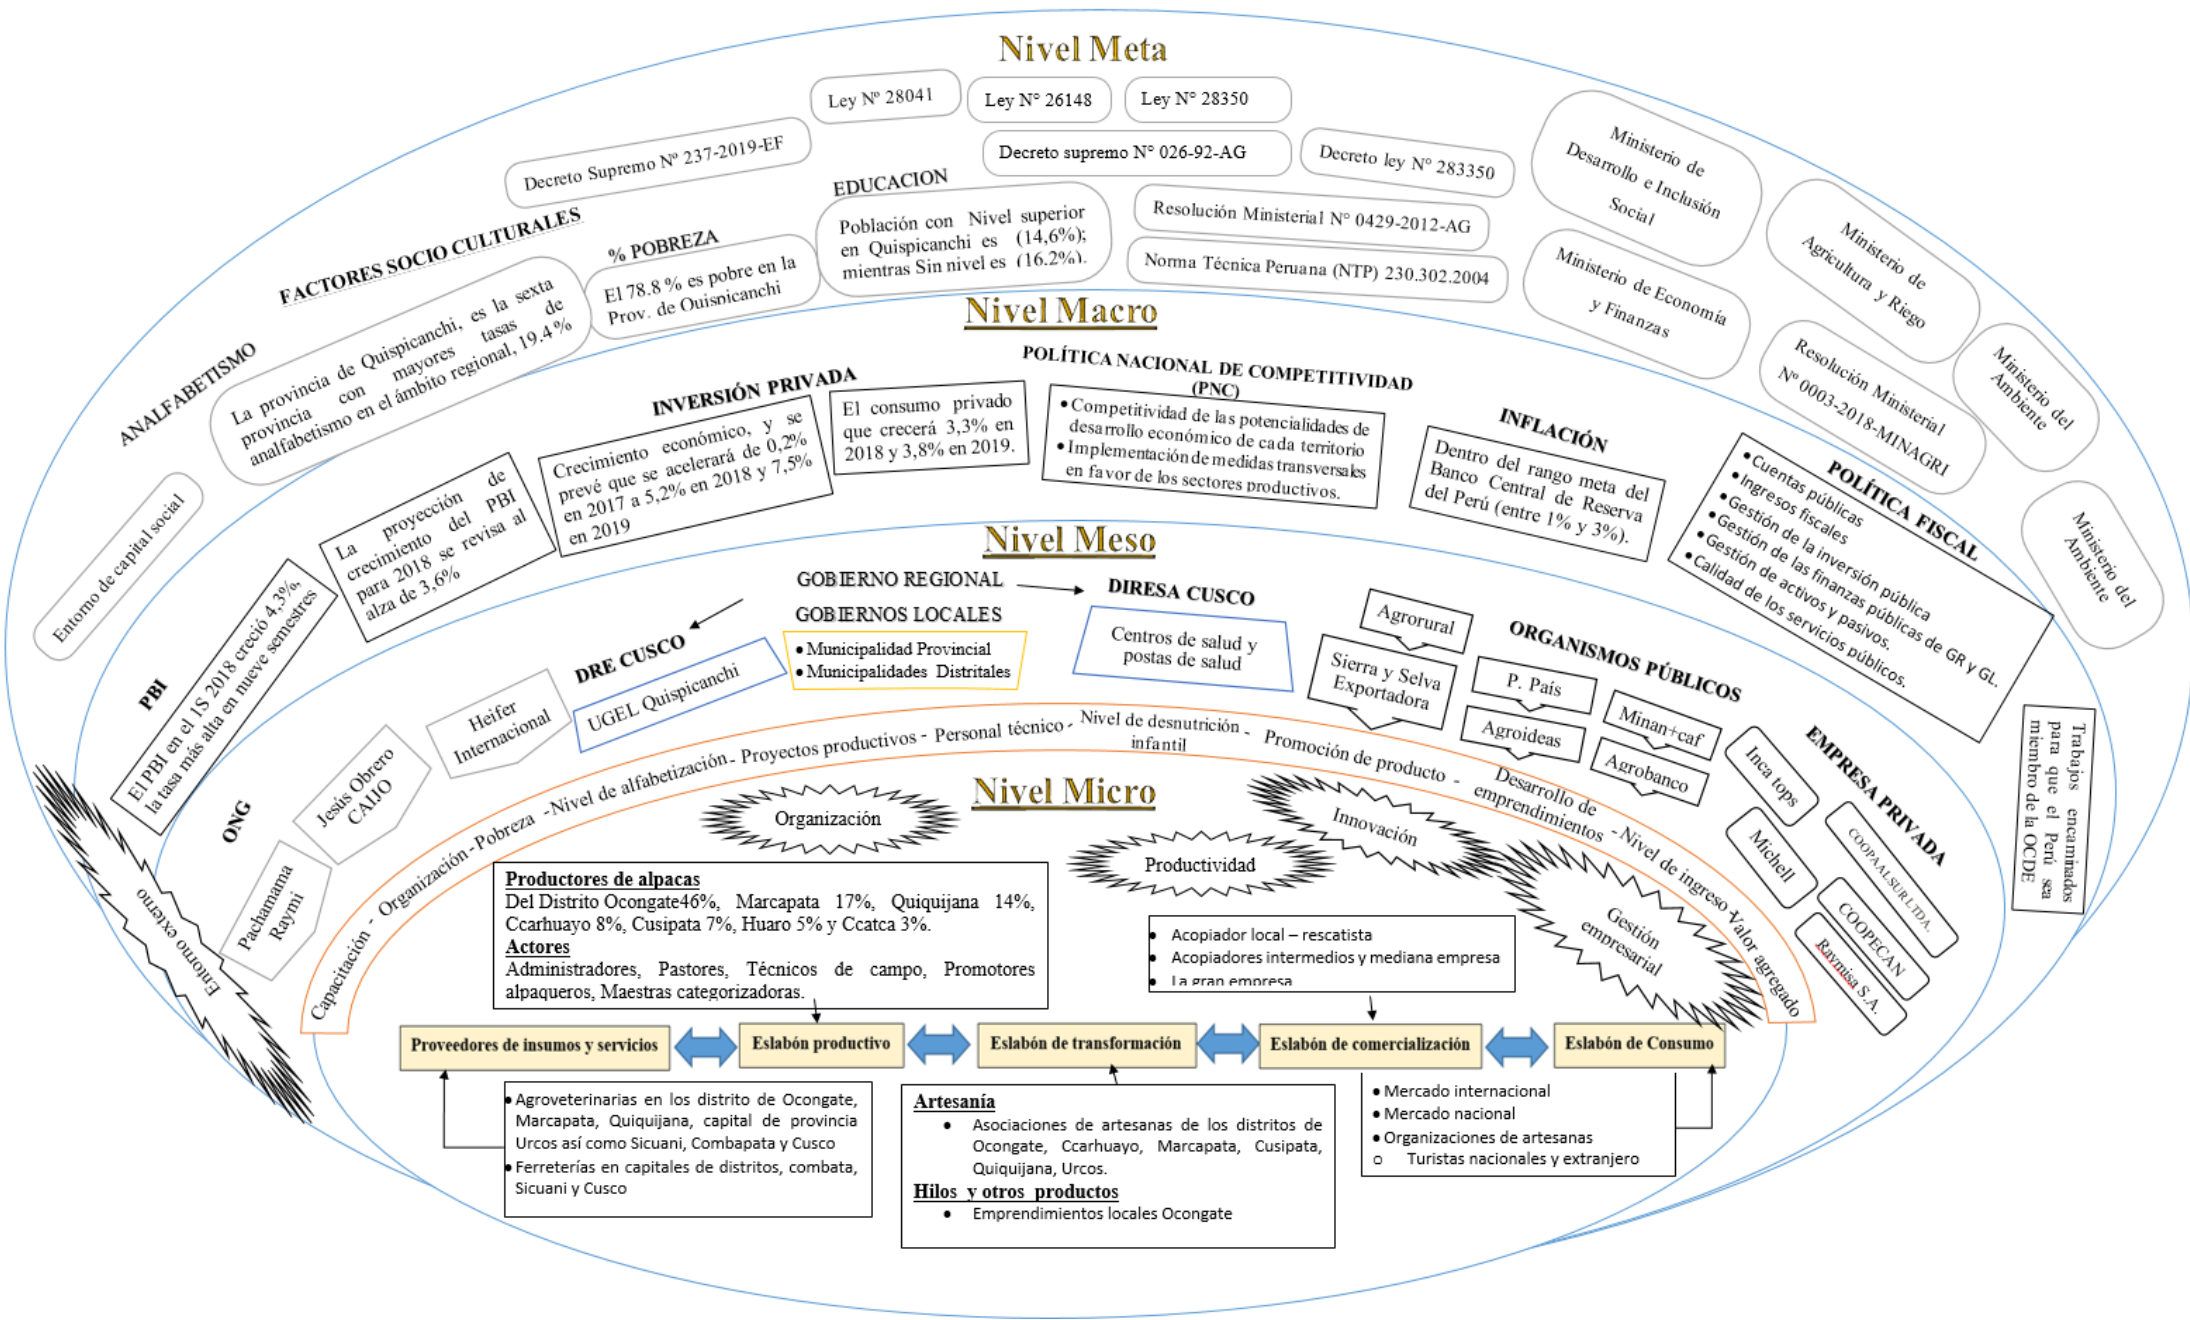 Nivel Meta
Ley Nº 28041
Ley N° 26148
Ley N° 28350
Decreto Supremo Nº 237-2019-EF
Decreto supremo N° 026-92-AG
Decreto ley N° 283350
Resolución Ministerial N° 0429-2012-AG
Norma Técnica Peruana (NTP) 230.302.2004
Ministerio de
Desarrollo e Inclusión
Social
Ministerio de Economía
y Finanzas
Ministerio de
Agricultura y Riego
Resolución Ministerial
Nº 0003-2018-MINAGRI
Ministerio del
Ambiente
Ministerio del
Ambiente
FACTORES SOCIO CULTURALES
EDUCACION
Población con Nivel superior
en Quispicanchi es (14,6%);
mientras Sin nivel es (16.2%).
% POBREZA
El 78.8 % es pobre en la
Prov. de Quispicanchi
ANALFABETISMO
La provincia de Quispicanchi, es la sexta
provincia con mayores tasas de
analfabetismo en el ámbito regional, 19.4 %
Entorno de capital social
Nivel Macro
PBI
El PBI en el 1S 2018 creció 4,3%,
la tasa más alta en nueve semestres
La proyección de
crecimiento del PBI
para 2018 se revisa al
alza de 3,6%
INVERSIÓN PRIVADA
Crecimiento económico, y se
prevé que se acelerará de 0,2%
en 2017 a 5,2% en 2018 y 7,5%
en 2019
El consumo privado
que crecerá 3,3% en
2018 y 3,8% en 2019.
POLÍTICA NACIONAL DE COMPETITIVIDAD
(PNC)
• Competitividad de las potencialidades de
desarrollo económico de cada territorio
• Implementación de medidas transversales
en favor de los sectores productivos.
INFLACIÓN
Dentro del rango meta del
Banco Central de Reserva
del Perú (entre 1% y 3%).
POLÍTICA FISCAL
• Cuentas públicas
• Ingresos fiscales
• Gestión de la inversión pública
• Gestión de las finanzas públicas de GR y GL.
• Gestión de activos y pasivos.
• Calidad de los servicios públicos.
Trabajos encaminados
para que el Perú sea
miembro de la OCDE
Nivel Meso
GOBIERNO REGIONAL
GOBIERNOS LOCALES
• Municipalidad Provincial
• Municipalidades Distritales
DRE CUSCO
UGEL Quispicanchi
DIRESA CUSCO
Centros de salud y
postas de salud
ONG
Pachamama
Raymi
Jesús Obrero
CAIJO
Heifer
Internacional
ORGANISMOS PÚBLICOS
Agrorural
Sierra y Selva
Exportadora
P. País
Agroideas
Minan+caf
Agrobanco
EMPRESA PRIVADA
Inca tops
Michell
COOPAALSUR LTDA.
COOPECAN
Raymisa S.A.
Entorno externo
Capacitación - Organización - Pobreza - Nivel de alfabetización - Proyectos productivos - Personal técnico - Nivel de desnutrición infantil - Promoción de producto - Desarrollo de emprendimientos - Nivel de ingreso - Valor agregado
Nivel Micro
Organización
Productividad
Innovación
Gestión
empresarial
Productores de alpacas
Del Distrito Ocongate46%, Marcapata 17%, Quiquijana 14%,
Ccarhuayo 8%, Cusipata 7%, Huaro 5% y Ccatca 3%.
Actores
Administradores, Pastores, Técnicos de campo, Promotores
alpaqueros, Maestras categorizadoras.
• Acopiador local – rescatista
• Acopiadores intermedios y mediana empresa
• La gran empresa
Proveedores de insumos y servicios
Eslabón productivo
Eslabón de transformación
Eslabón de comercialización
Eslabón de Consumo
• Agroveterinarias en los distrito de Ocongate,
Marcapata, Quiquijana, capital de provincia
Urcos así como Sicuani, Combapata y Cusco
• Ferreterías en capitales de distritos, combata,
Sicuani y Cusco
Artesanía
• Asociaciones de artesanas de los distritos de
Ocongate, Ccarhuayo, Marcapata, Cusipata,
Quiquijana, Urcos.
Hilos y otros productos
• Emprendimientos locales Ocongate
• Mercado internacional
• Mercado nacional
• Organizaciones de artesanas
o Turistas nacionales y extranjero